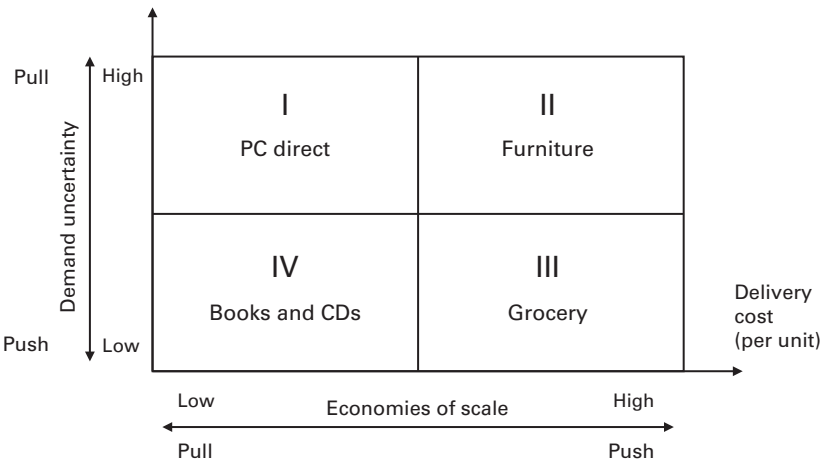 Pull
High
I
II
PC direct
Furniture
Demand uncertainty
IV
III
Books and CDs
Grocery
Delivery
cost
(per unit)
Push
Low
Low
Economies of scale
High
Pull
Push